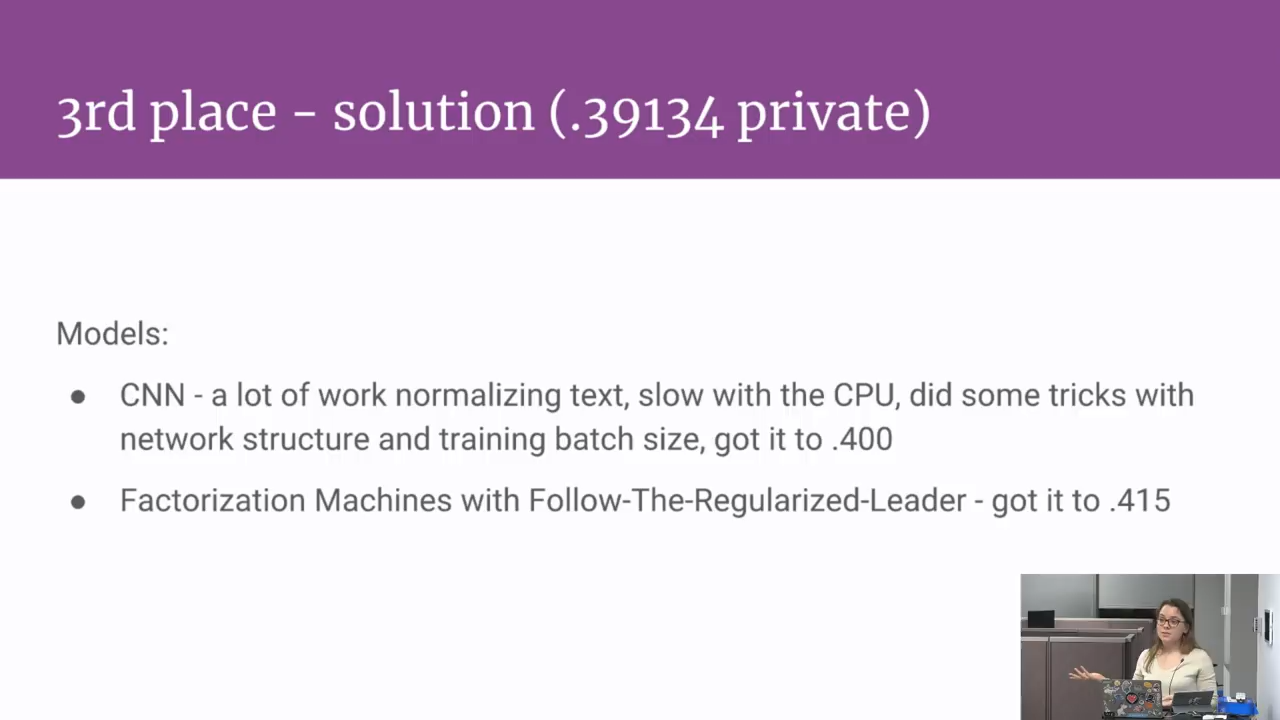 3rd place - solution (.39134 private)
Models:
● CNN - a lot of work normalizing text, slow with the CPU, did some tricks with
network structure and training batch size, got it to .400
● Factorization Machines with Follow-The-Regularized-Leader - got it to .415